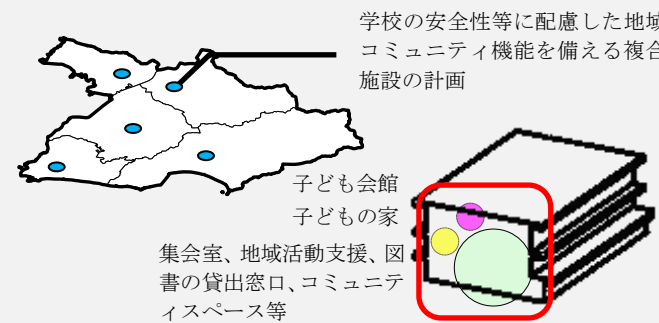 学校の安全性等に配慮した地域
コミュニティ機能を備える複合
施設の計画
子ども会館
子どもの家
集会室、地域活動支援、図
書の貸出窓口、コミュニテ
ィスペース等